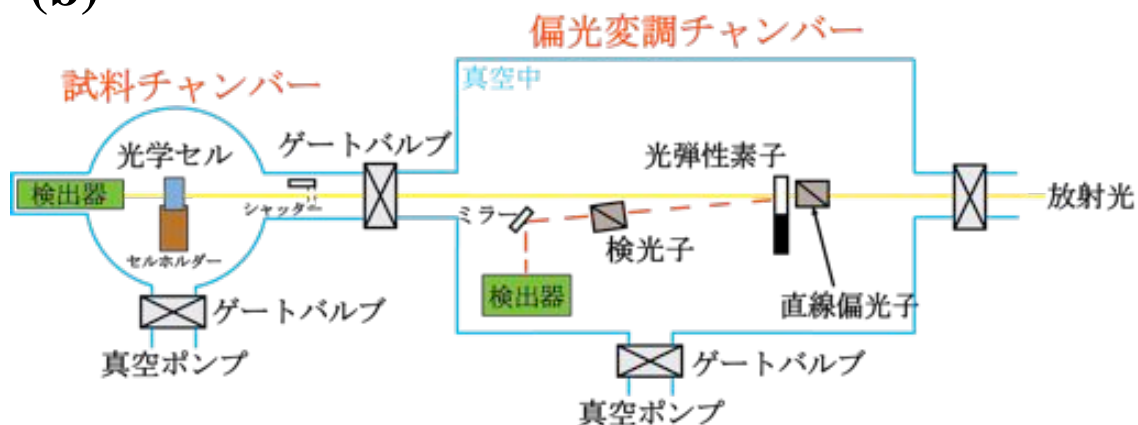 (b)
偏光変調チャンバー
試料チャンバー
真空中
ゲートバルブ
光学セル
光弾性素子
検出器
シャッター
放射光
ミラー
検光子
セルホルダー
検出器
直線偏光子
ゲートバルブ
真空ポンプ
ゲートバルブ
真空ポンプ